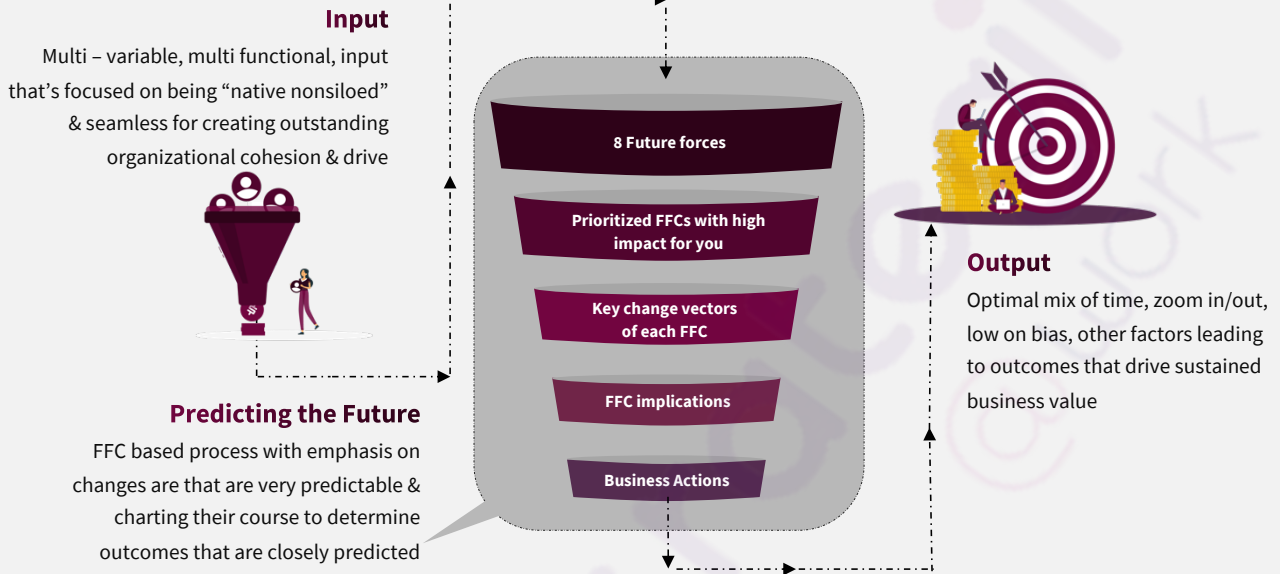 Input
Multi – variable, multi functional, input
that’s focused on being “native nonsiloed”
& seamless for creating outstanding
organizational cohesion & drive
Predicting the Future
FFC based process with emphasis on
changes are that are very predictable &
charting their course to determine
outcomes that are closely predicted
8 Future forces
Prioritized FFCs with high
impact for you
Key change vectors
of each FFC
FFC implications
Business Actions
Output
Optimal mix of time, zoom in/out,
low on bias, other factors leading
to outcomes that drive sustained
business value
@work